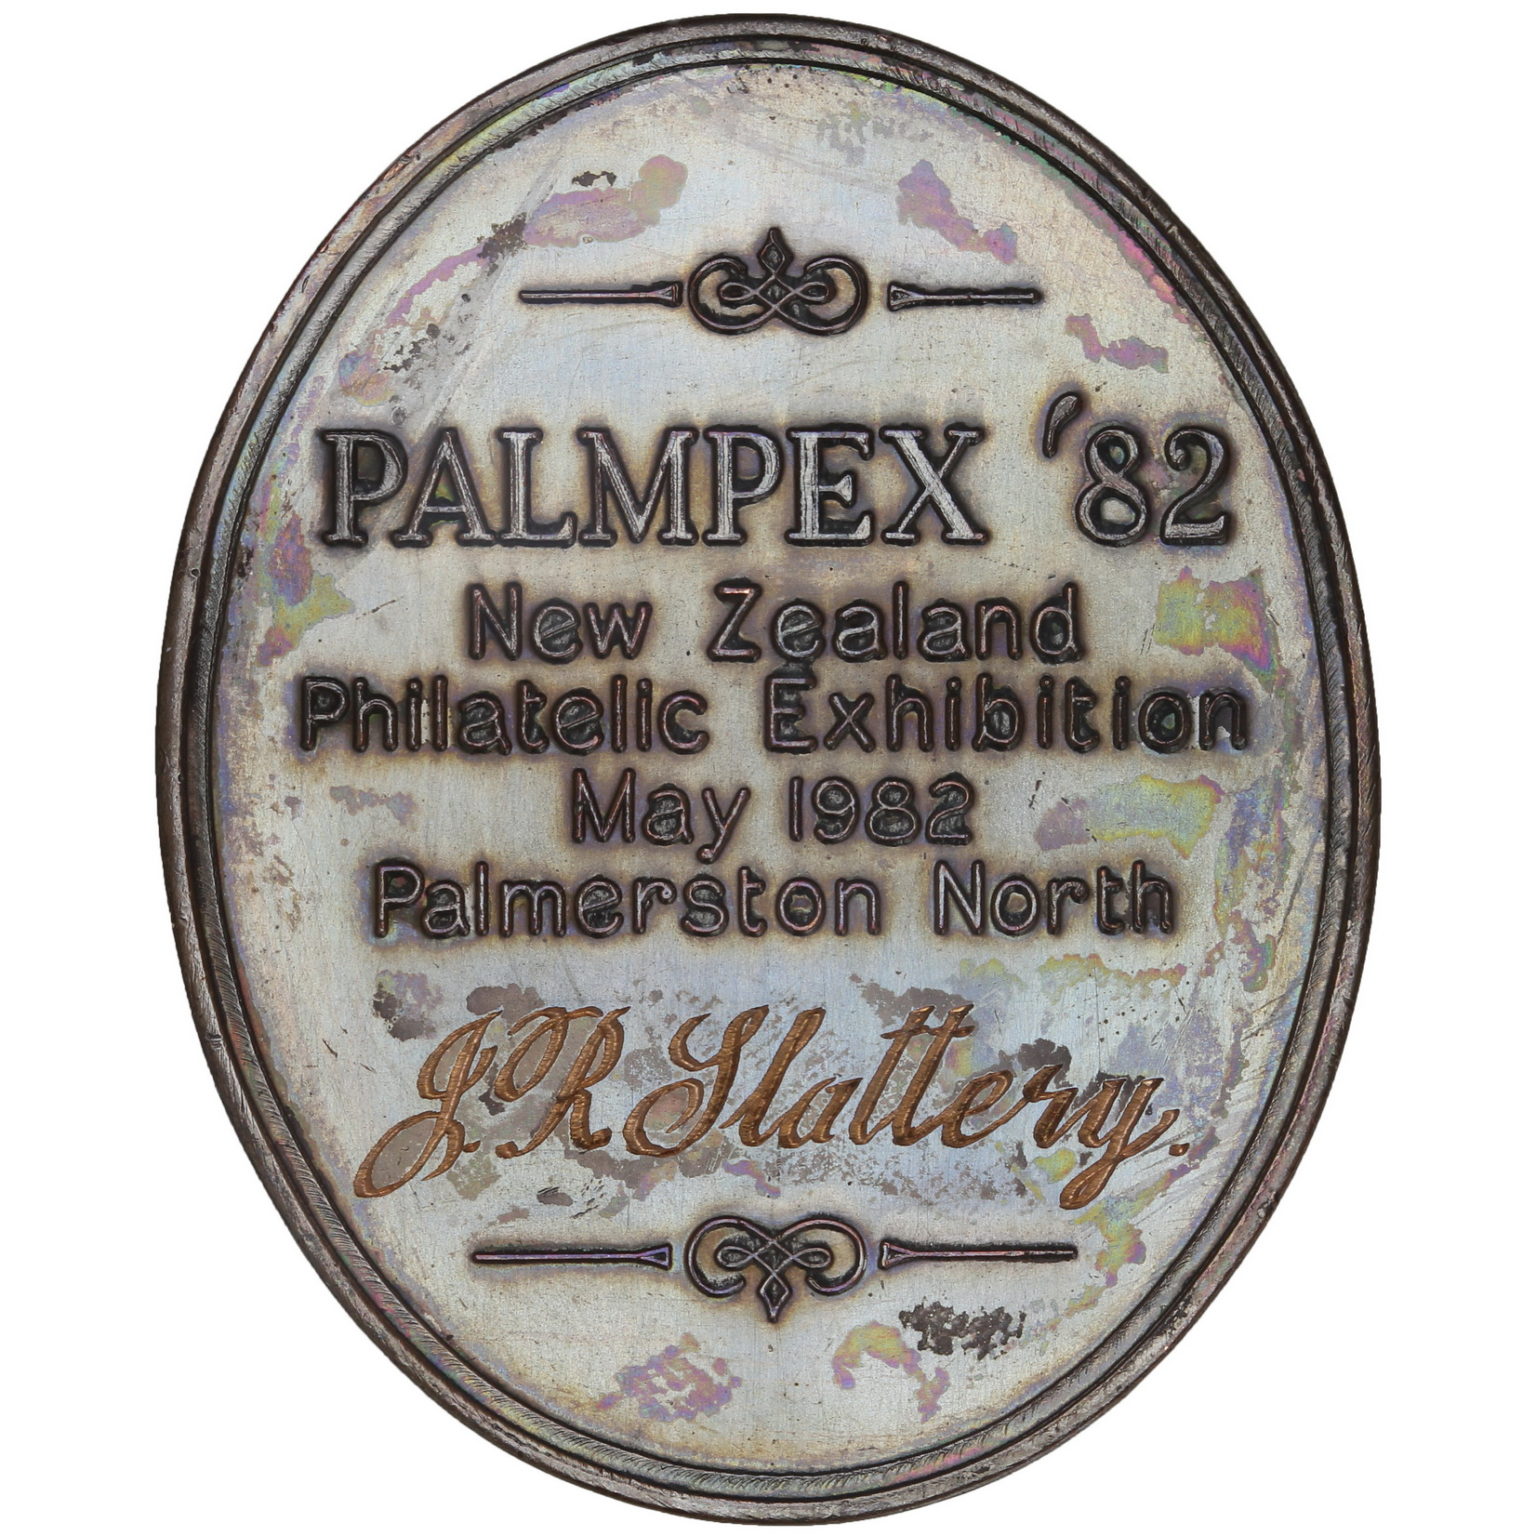 PALMPEX '82
New Zealand
Philatelic Exhibition
May 1982
Palmerston North
J R Slattery.